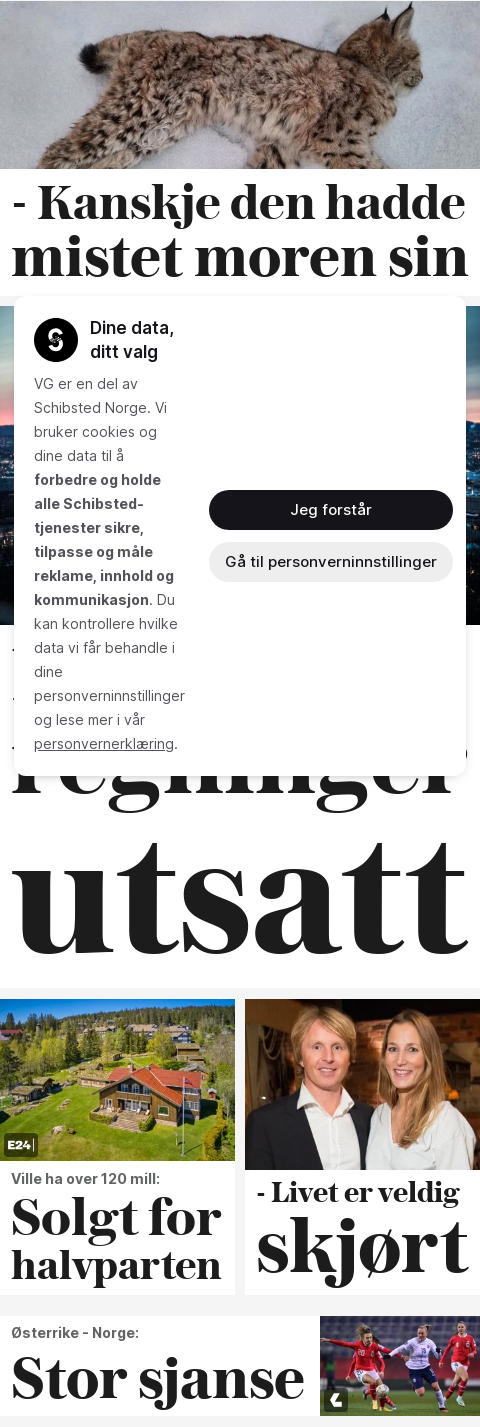 - Kanskje den hadde
mistet moren sin
Dine data,
ditt valg
VG er en del av
Schibsted Norge. Vi
bruker cookies og
dine data til å
forbedre og holde
alle Schibsted-
tjenester sikre,
tilpasse og måle
reklame, innhold og
kommunikasjon. Du
kan kontrollere hvilke
data vi får behandle i
dine
personverninnstillinger
og lese mer i vår
personvernerklæring.
Jeg forstår
Gå til personverninnstillinger
regninger
utsatt
E24
Ville ha over 120 mill:
Solgt for
halvparten
- Livet er veldig
skjørt
Østerrike - Norge:
Stor sjanse